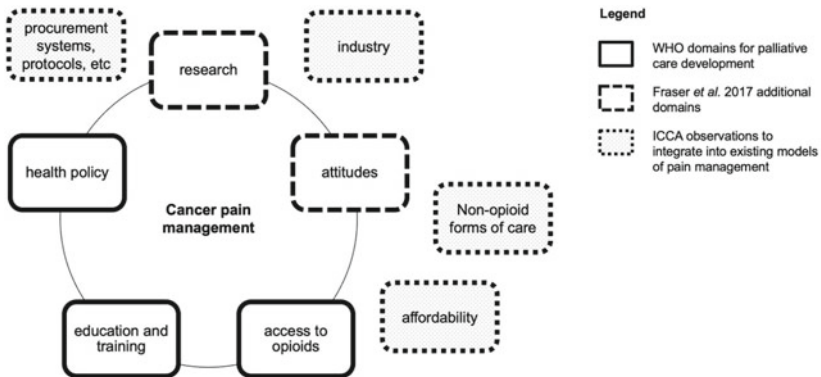 procurement
systems,
protocols, etc
research
industry
health policy
attitudes
Cancer pain
management
Non-opioid
forms of care
education and
training
access to
opioids
affordability
Legend
WHO domains for palliative
care development
Fraser et al. 2017 additional
domains
ICCA observations to
integrate into existing models
of pain management